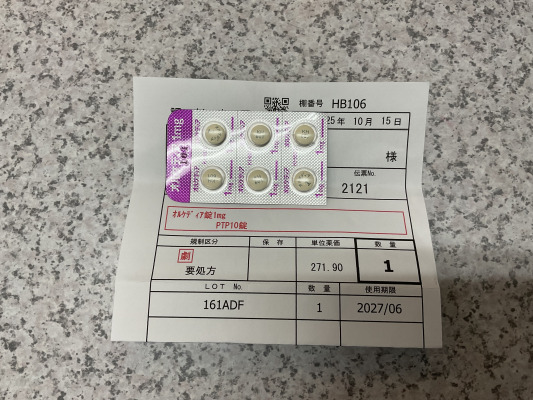 棚番号 HB106
25年 10月 15日
様
伝票No.
2121
1mg
ｵﾙｹﾃﾞｨｱ錠1mg
PTP10錠
規制区分 保存 単位薬価 数量
劇
要処方 271.90 1
LOT No. 数量 使用期限
161ADF 1 2027/06